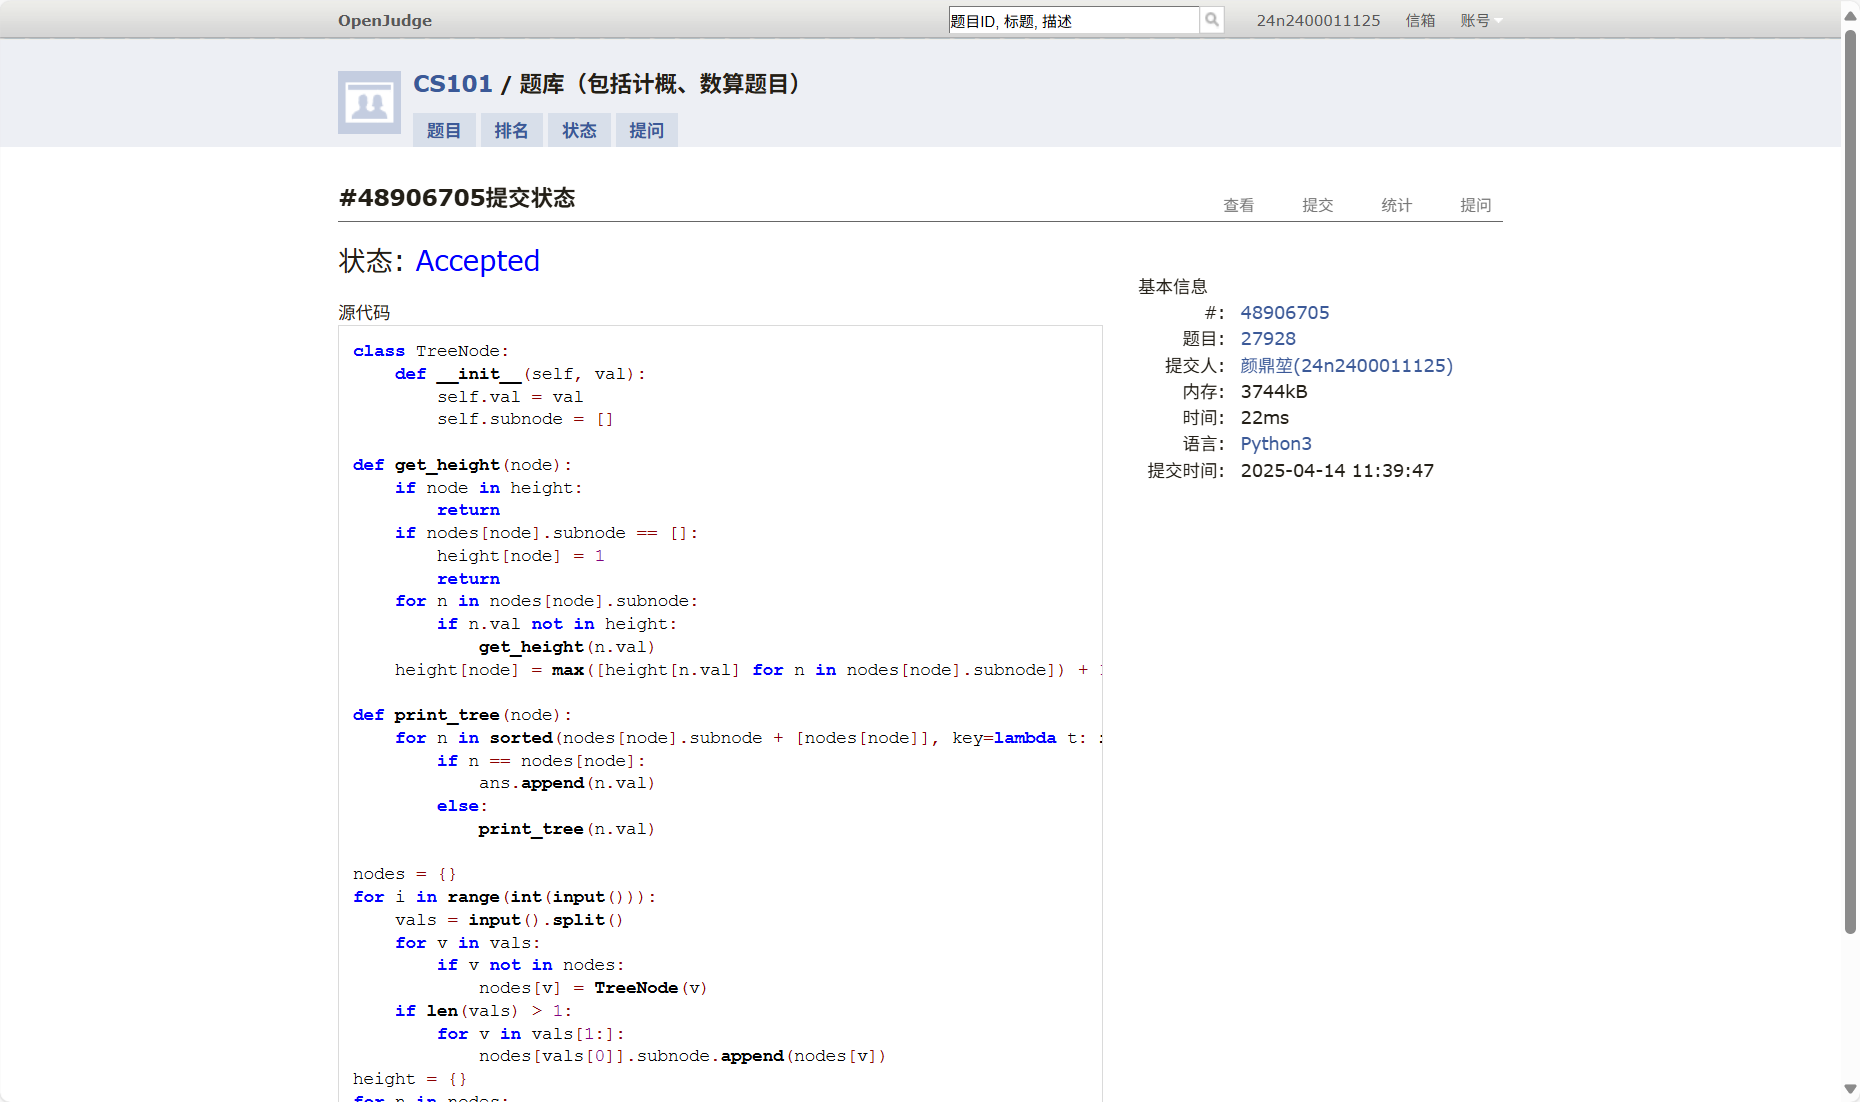 OpenJudge
题目ID, 标题, 描述
24n2400011125 信箱 账号
CS101 / 题库（包括计概、数算题目）
题目 排名 状态 提问
#48906705提交状态
查看 提交 统计 提问
状态: Accepted
源代码
class TreeNode:
    def __init__(self, val):
        self.val = val
        self.subnode = []
def get_height(node):
    if node in height:
        return
    if nodes[node].subnode == []:
        height[node] = 1
        return
    for n in nodes[node].subnode:
        if n.val not in height:
            get_height(n.val)
    height[node] = max([height[n.val] for n in nodes[node].subnode]) +
def print_tree(node):
    for n in sorted(nodes[node].subnode + [nodes[node]], key=lambda t:
        if n == nodes[node]:
            ans.append(n.val)
        else:
            print_tree(n.val)
nodes = {}
for i in range(int(input())):
    vals = input().split()
    for v in vals:
        if v not in nodes:
            nodes[v] = TreeNode(v)
    if len(vals) > 1:
        for v in vals[1:]:
            nodes[vals[0]].subnode.append(nodes[v])
height = {}
for n in nodes:
基本信息
#: 48906705
题目: 27928
提交人: 颜鼎堃(24n2400011125)
内存: 3744kB
时间: 22ms
语言: Python3
提交时间: 2025-04-14 11:39:47